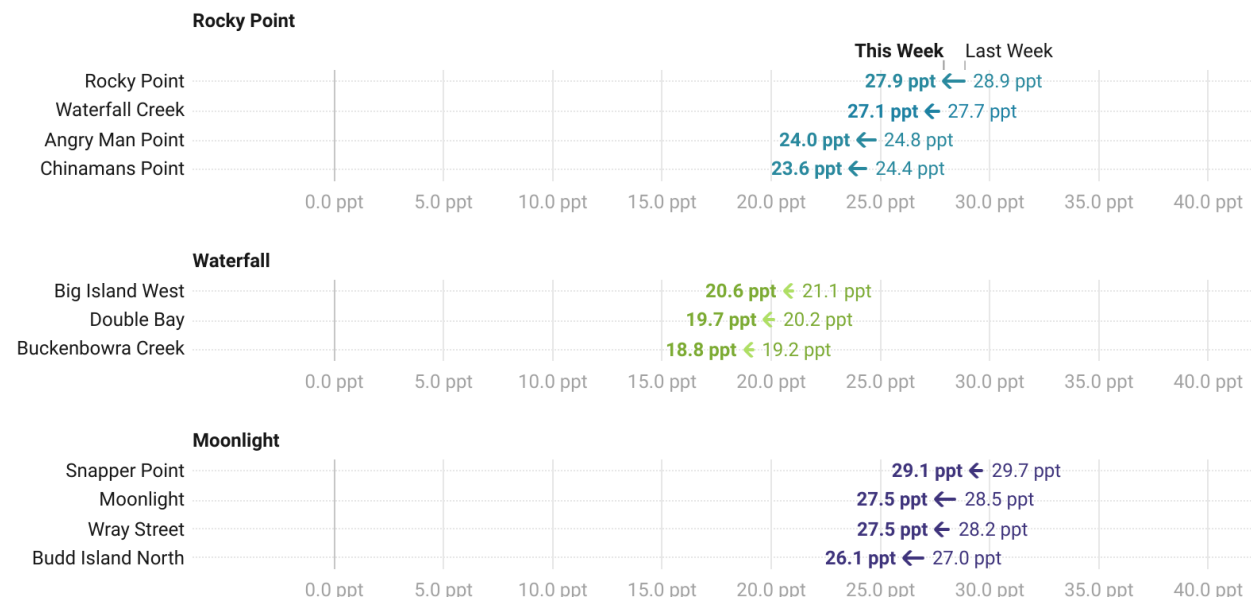 Rocky Point
This Week Last Week
Rocky Point 27.9 ppt 28.9 ppt
Waterfall Creek 27.1 ppt 27.7 ppt
Angry Man Point 24.0 ppt 24.8 ppt
Chinamans Point 23.6 ppt 24.4 ppt
0.0 ppt 5.0 ppt 10.0 ppt 15.0 ppt 20.0 ppt 25.0 ppt 30.0 ppt 35.0 ppt 40.0 ppt
Waterfall
Big Island West 20.6 ppt 21.1 ppt
Double Bay 19.7 ppt 20.2 ppt
Buckenbowra Creek 18.8 ppt 19.2 ppt
0.0 ppt 5.0 ppt 10.0 ppt 15.0 ppt 20.0 ppt 25.0 ppt 30.0 ppt 35.0 ppt 40.0 ppt
Moonlight
Snapper Point 29.1 ppt 29.7 ppt
Moonlight 27.5 ppt 28.5 ppt
Wray Street 27.5 ppt 28.2 ppt
Budd Island North 26.1 ppt 27.0 ppt
0.0 ppt 5.0 ppt 10.0 ppt 15.0 ppt 20.0 ppt 25.0 ppt 30.0 ppt 35.0 ppt 40.0 ppt